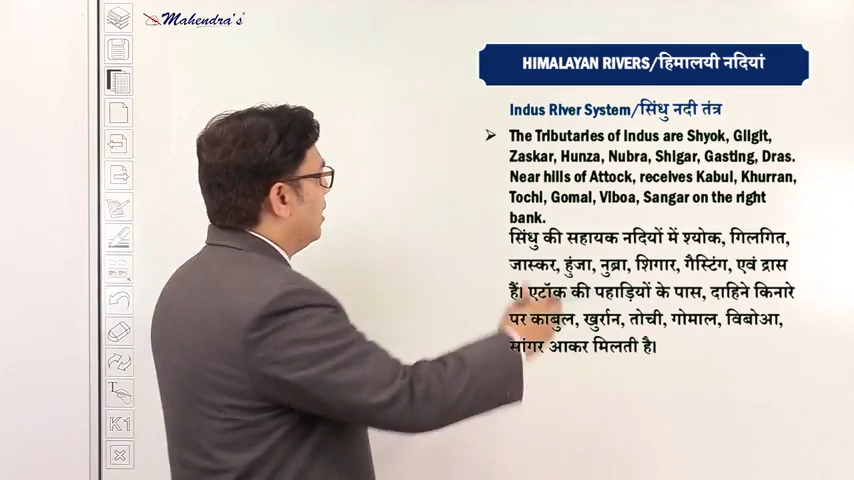 Mahendra's
HIMALAYAN RIVERS/हिमालयी नदियां
Indus River System/सिंधु नदी तंत्र
➢ The Tributaries of Indus are Shyok, Gilgit,
Zaskar, Hunza, Nubra, Shigar, Gasting, Dras.
Near hills of Attock, receives Kabul, Khurran,
Tochi, Gomal, Viboa, Sangar on the right
bank.
सिंधु की सहायक नदियों में श्योक, गिलगित,
जास्कर, हुंजा, नुब्रा, शिगार, गैस्टिंग, एवं द्रास
हैं। एटॉक की पहाड़ियों के पास, दाहिने किनारे
पर काबुल, खुर्रान, तोची, गोमाल, विबोआ,
सांगर आकर मिलती है।
T
K1